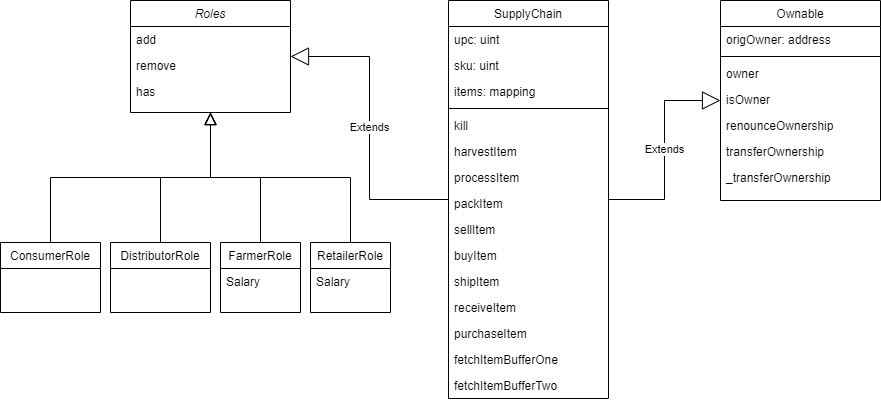 Roles
add
remove
has
Extends
ConsumerRole
DistributorRole
FarmerRole
Salary
RetailerRole
Salary
SupplyChain
upc: uint
sku: uint
items: mapping
kill
harvestItem
processItem
packItem
sellItem
buyItem
shipItem
receiveItem
purchaseItem
fetchItemBufferOne
fetchItemBufferTwo
Extends
Ownable
origOwner: address
owner
isOwner
renounceOwnership
transferOwnership
_transferOwnership